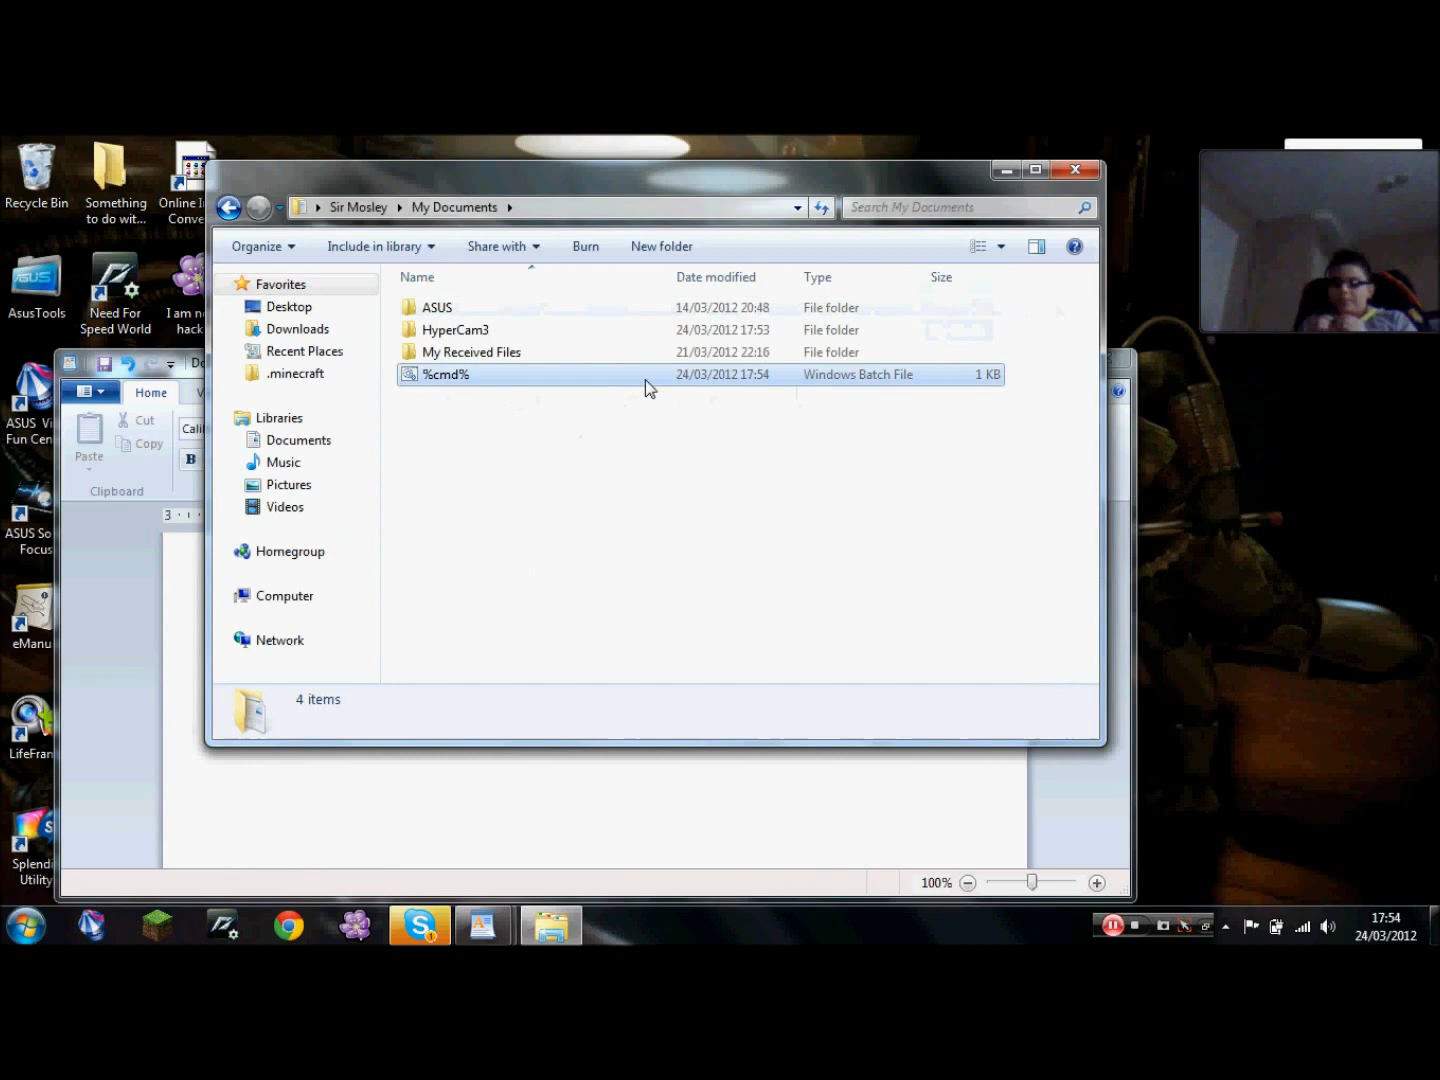 Recycle Bin
Something
to do wit...
Online I
Conve
AsusTools
Need For
Speed World
I am n
hack
ASUS Vi
Fun Cen
ASUS So
Focus
eManu
LifeFran
Splendi
Utility
Sir Mosley
My Documents
Search My Documents
Organize
Include in library
Share with
Burn
New folder
Favorites
Desktop
Downloads
Recent Places
.minecraft
Libraries
Documents
Music
Pictures
Videos
Homegroup
Computer
Network
Name Date modified Type Size
ASUS 14/03/2012 20:48 File folder
HyperCam3 24/03/2012 17:53 File folder
My Received Files 21/03/2012 22:16 File folder
%cmd% 24/03/2012 17:54 Windows Batch File 1 KB
4 items
Do
Home
V
Paste
Cut
Copy
Clipboard
Cali
B
3
100%
17:54
24/03/2012